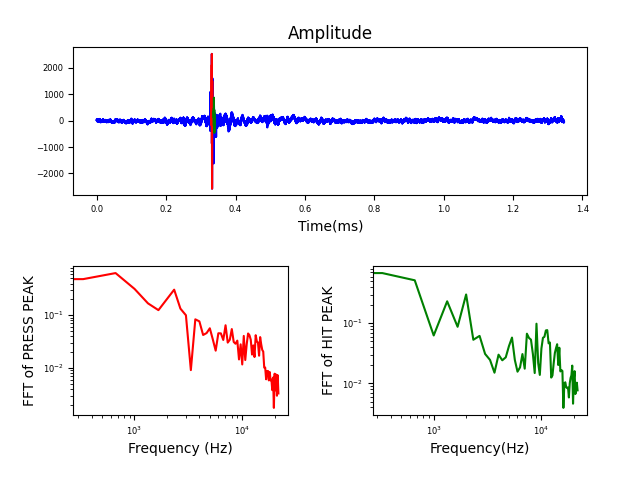 Amplitude
2000
1000
0
−1000
−2000
0.0 0.2 0.4 0.6 0.8 1.0 1.2 1.4
Time(ms)
FFT of PRESS PEAK
10⁻¹
10⁻²
10³ 10⁴
Frequency (Hz)
FFT of HIT PEAK
10⁻¹
10⁻²
10³ 10⁴
Frequency(Hz)